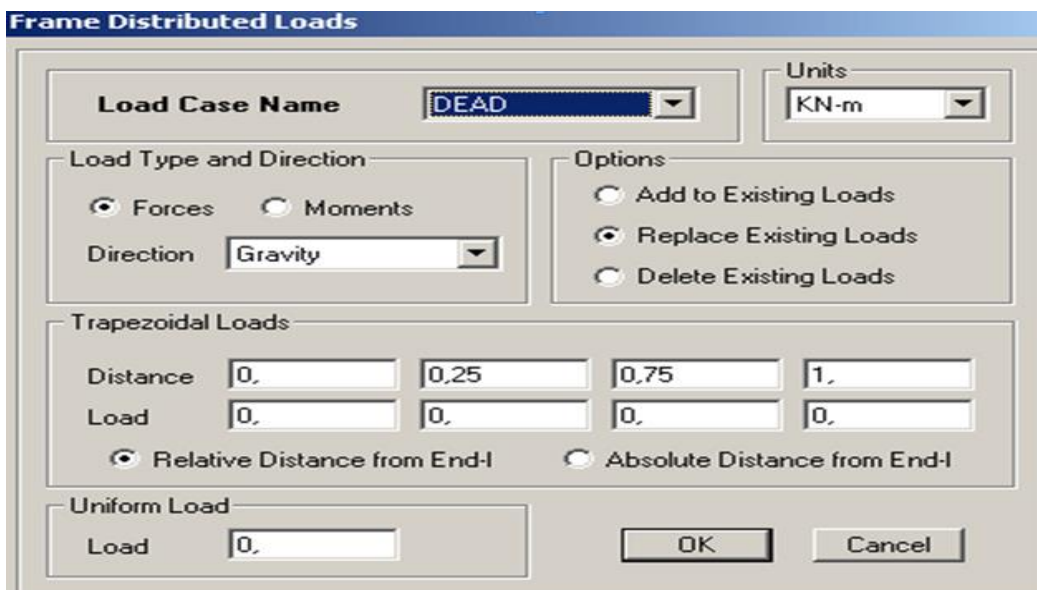 Frame Distributed Loads
Units
Load Case Name DEAD KN-m
Load Type and Direction
Forces Moments
Direction Gravity
Options
Add to Existing Loads
Replace Existing Loads
Delete Existing Loads
Trapezoidal Loads
Distance 0, 0,25 0,75 1,
Load 0, 0, 0, 0,
Relative Distance from End-I Absolute Distance from End-I
Uniform Load
Load 0,
OK Cancel